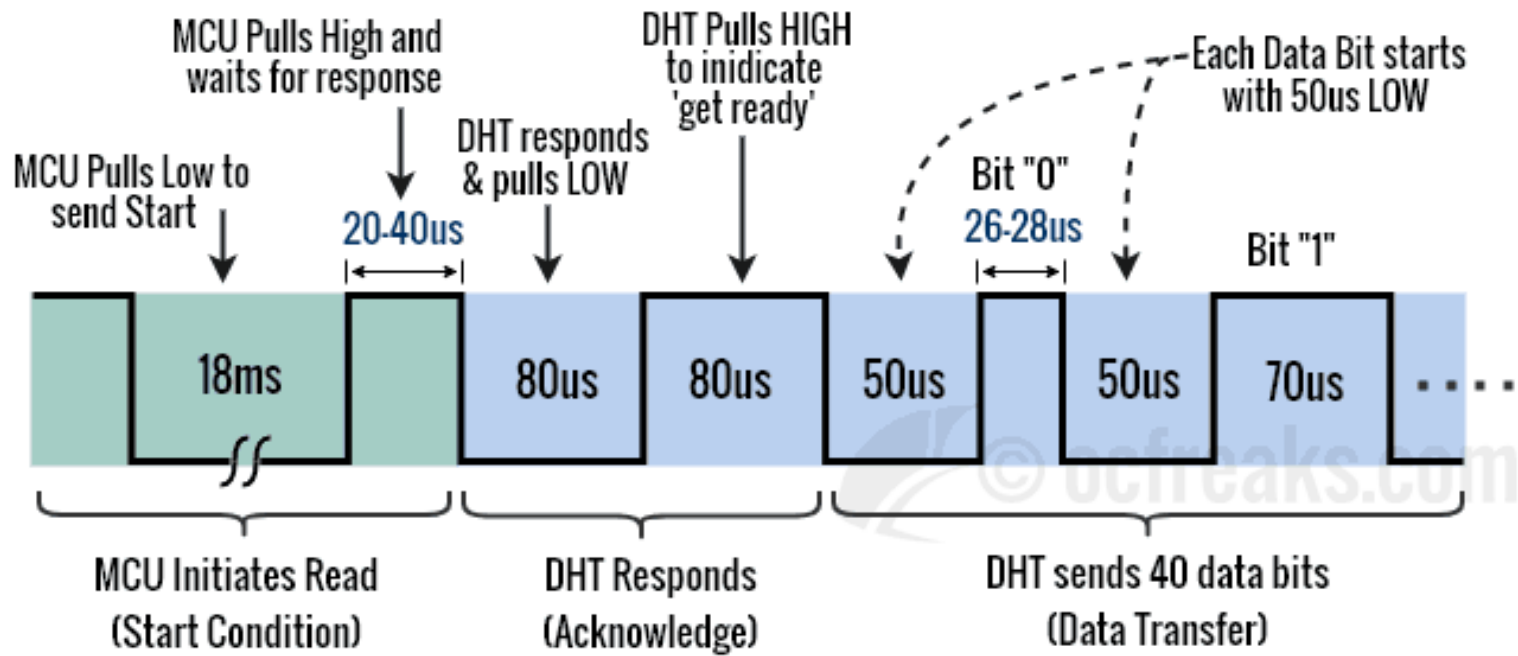 MCU Pulls High and
waits for response
DHT Pulls HIGH
to inidicate
'get ready'
Each Data Bit starts
with 50us LOW
MCU Pulls Low to
send Start
20-40us
DHT responds
& pulls LOW
Bit "0"
26-28us
Bit "1"
18ms
80us
80us
50us
50us
70us
© ocfreaks.com
MCU Initiates Read
(Start Condition)
DHT Responds
(Acknowledge)
DHT sends 40 data bits
(Data Transfer)